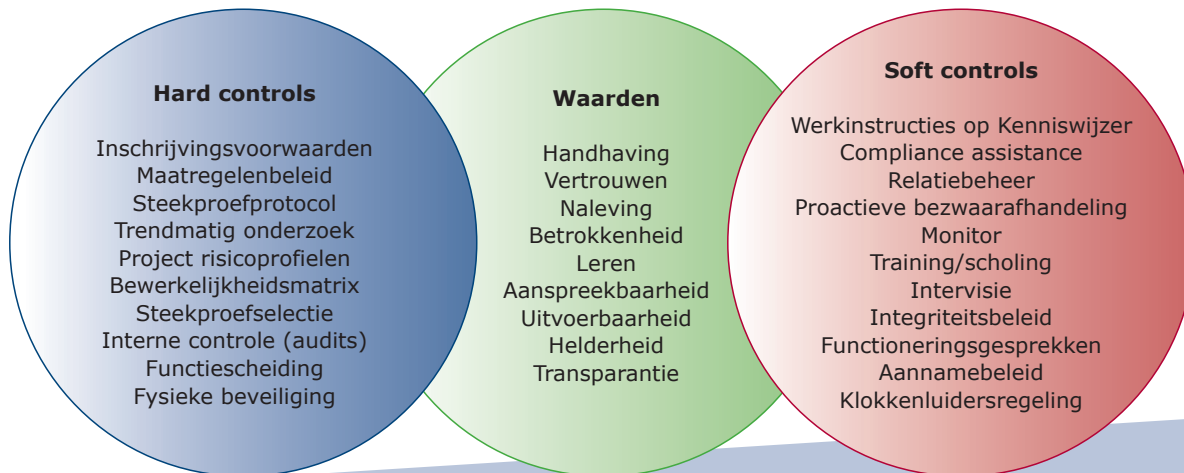 Hard controls
Inschrijvingsvoorwaarden
Maatregelenbeleid
Steekproefprotocol
Trendmatig onderzoek
Project risicoprofielen
Bewerkelijkheidsmatrix
Steekproefselectie
Interne controle (audits)
Functiescheiding
Fysieke beveiliging
Waarden
Handhaving
Vertrouwen
Naleving
Betrokkenheid
Leren
Aanspreekbaarheid
Uitvoerbaarheid
Helderheid
Transparantie
Soft controls
Werkinstructies op Kenniswijzer
Compliance assistance
Relatiebeheer
Proactieve bezwaarafhandeling
Monitor
Training/scholing
Intervisie
Integriteitsbeleid
Functioneringsgesprekken
Aannamebeleid
Klokkenluidersregeling